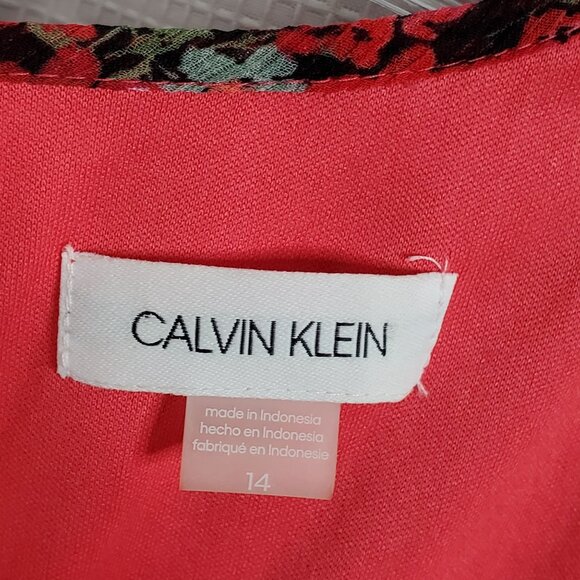 CALVIN KLEIN
made in Indonesia
hecho en Indonesia
fabriqué en Indonesie
14